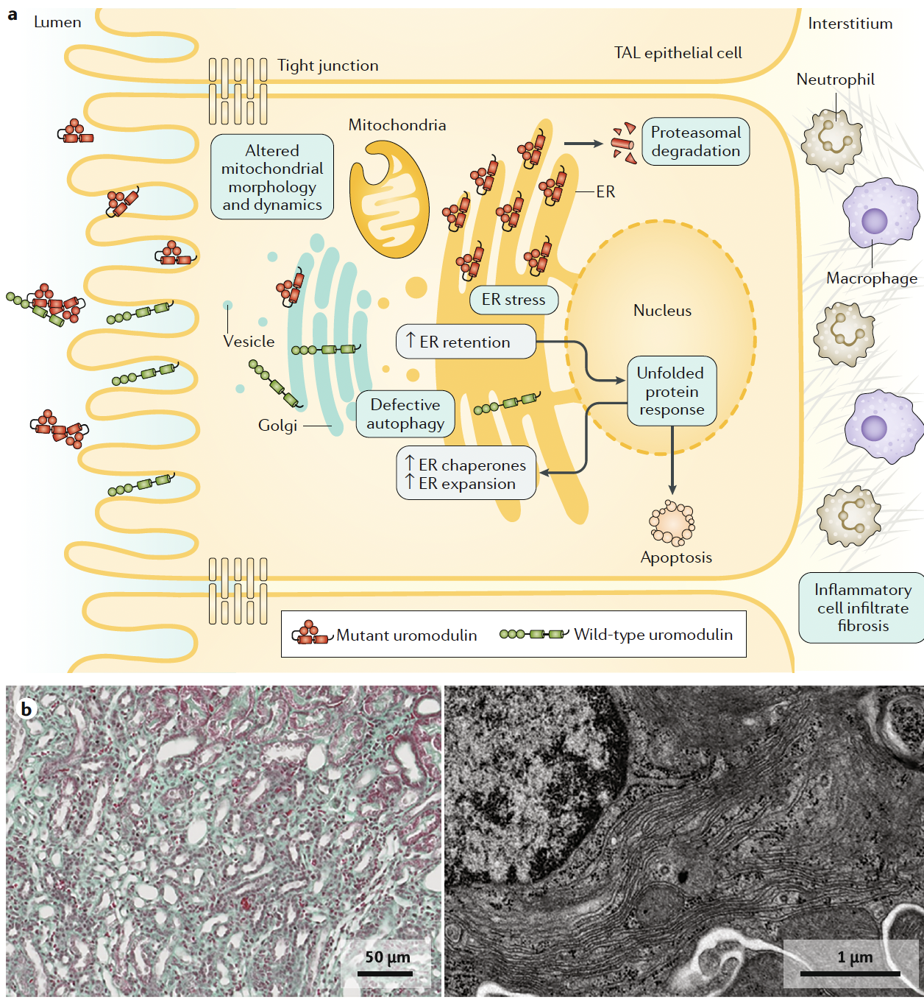 a
Lumen
Interstitium
TAL epithelial cell
Tight junction
Neutrophil
Mitochondria
Proteasomal
degradation
Altered
mitochondrial
morphology
and dynamics
ER
Macrophage
ER stress
Nucleus
Vesicle
↑ ER retention
Unfolded
protein
response
Defective
autophagy
Golgi
↑ ER chaperones
↑ ER expansion
Apoptosis
Inflammatory
cell infiltrate
fibrosis
Mutant uromodulin
Wild-type uromodulin
b
50 µm
1 µm